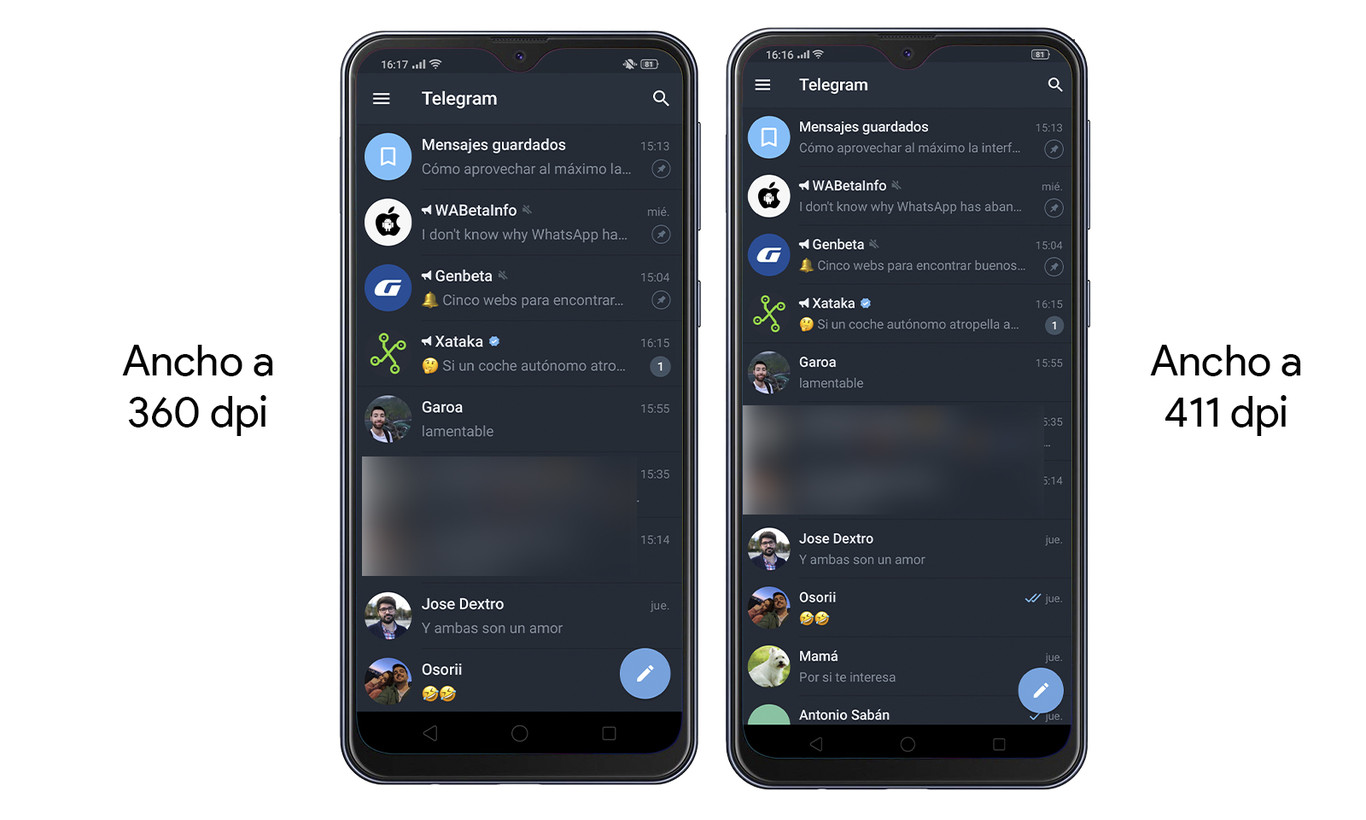 Ancho a
360 dpi
16:17
81
Telegram
Mensajes guardados
15:13
Cómo aprovechar al máximo la...
WABetaInfo
mié.
I don't know why WhatsApp ha...
Genbeta
15:04
🔔 Cinco webs para encontrar...
Xataka
16:15
🤔 Si un coche autónomo atro...
1
Garoa
15:55
lamentable
15:35
15:14
Jose Dextro
jue.
Y ambas son un amor
Osorii
🤣🤣
16:16
81
Telegram
Mensajes guardados
15:13
Cómo aprovechar al máximo la interf...
WABetaInfo
mié.
I don't know why WhatsApp has aban...
Genbeta
15:04
🔔 Cinco webs para encontrar buenos...
Xataka
16:15
🤔 Si un coche autónomo atropella a...
1
Garoa
15:55
lamentable
5:35
...
5:14
Jose Dextro
jue.
Y ambas son un amor
Osorii
jue.
🤣🤣
Mamá
jue.
Por si te interesa
Antonio Sabán
jue.
Ancho a
411 dpi